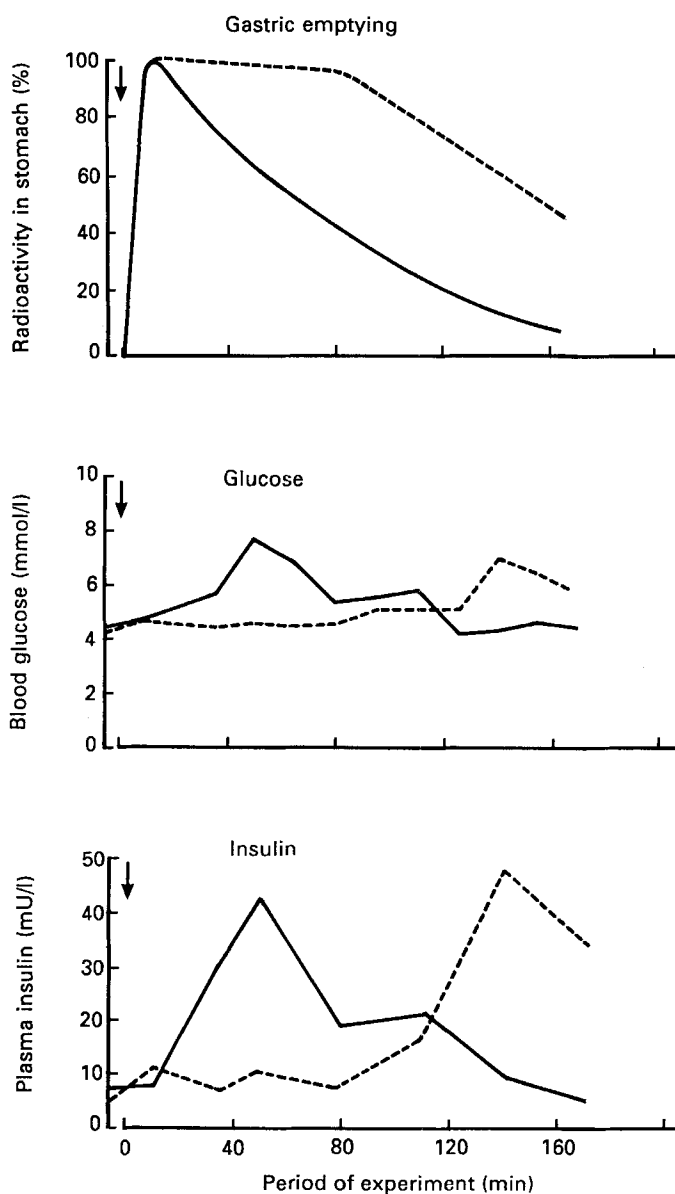 Gastric emptying
Radioactivity in stomach (%)
100
80
60
40
20
0
Glucose
Blood glucose (mmol/l)
10
8
6
4
2
0
Insulin
Plasma insulin (mU/l)
50
40
30
20
10
0
0 40 80 120 160
Period of experiment (min)